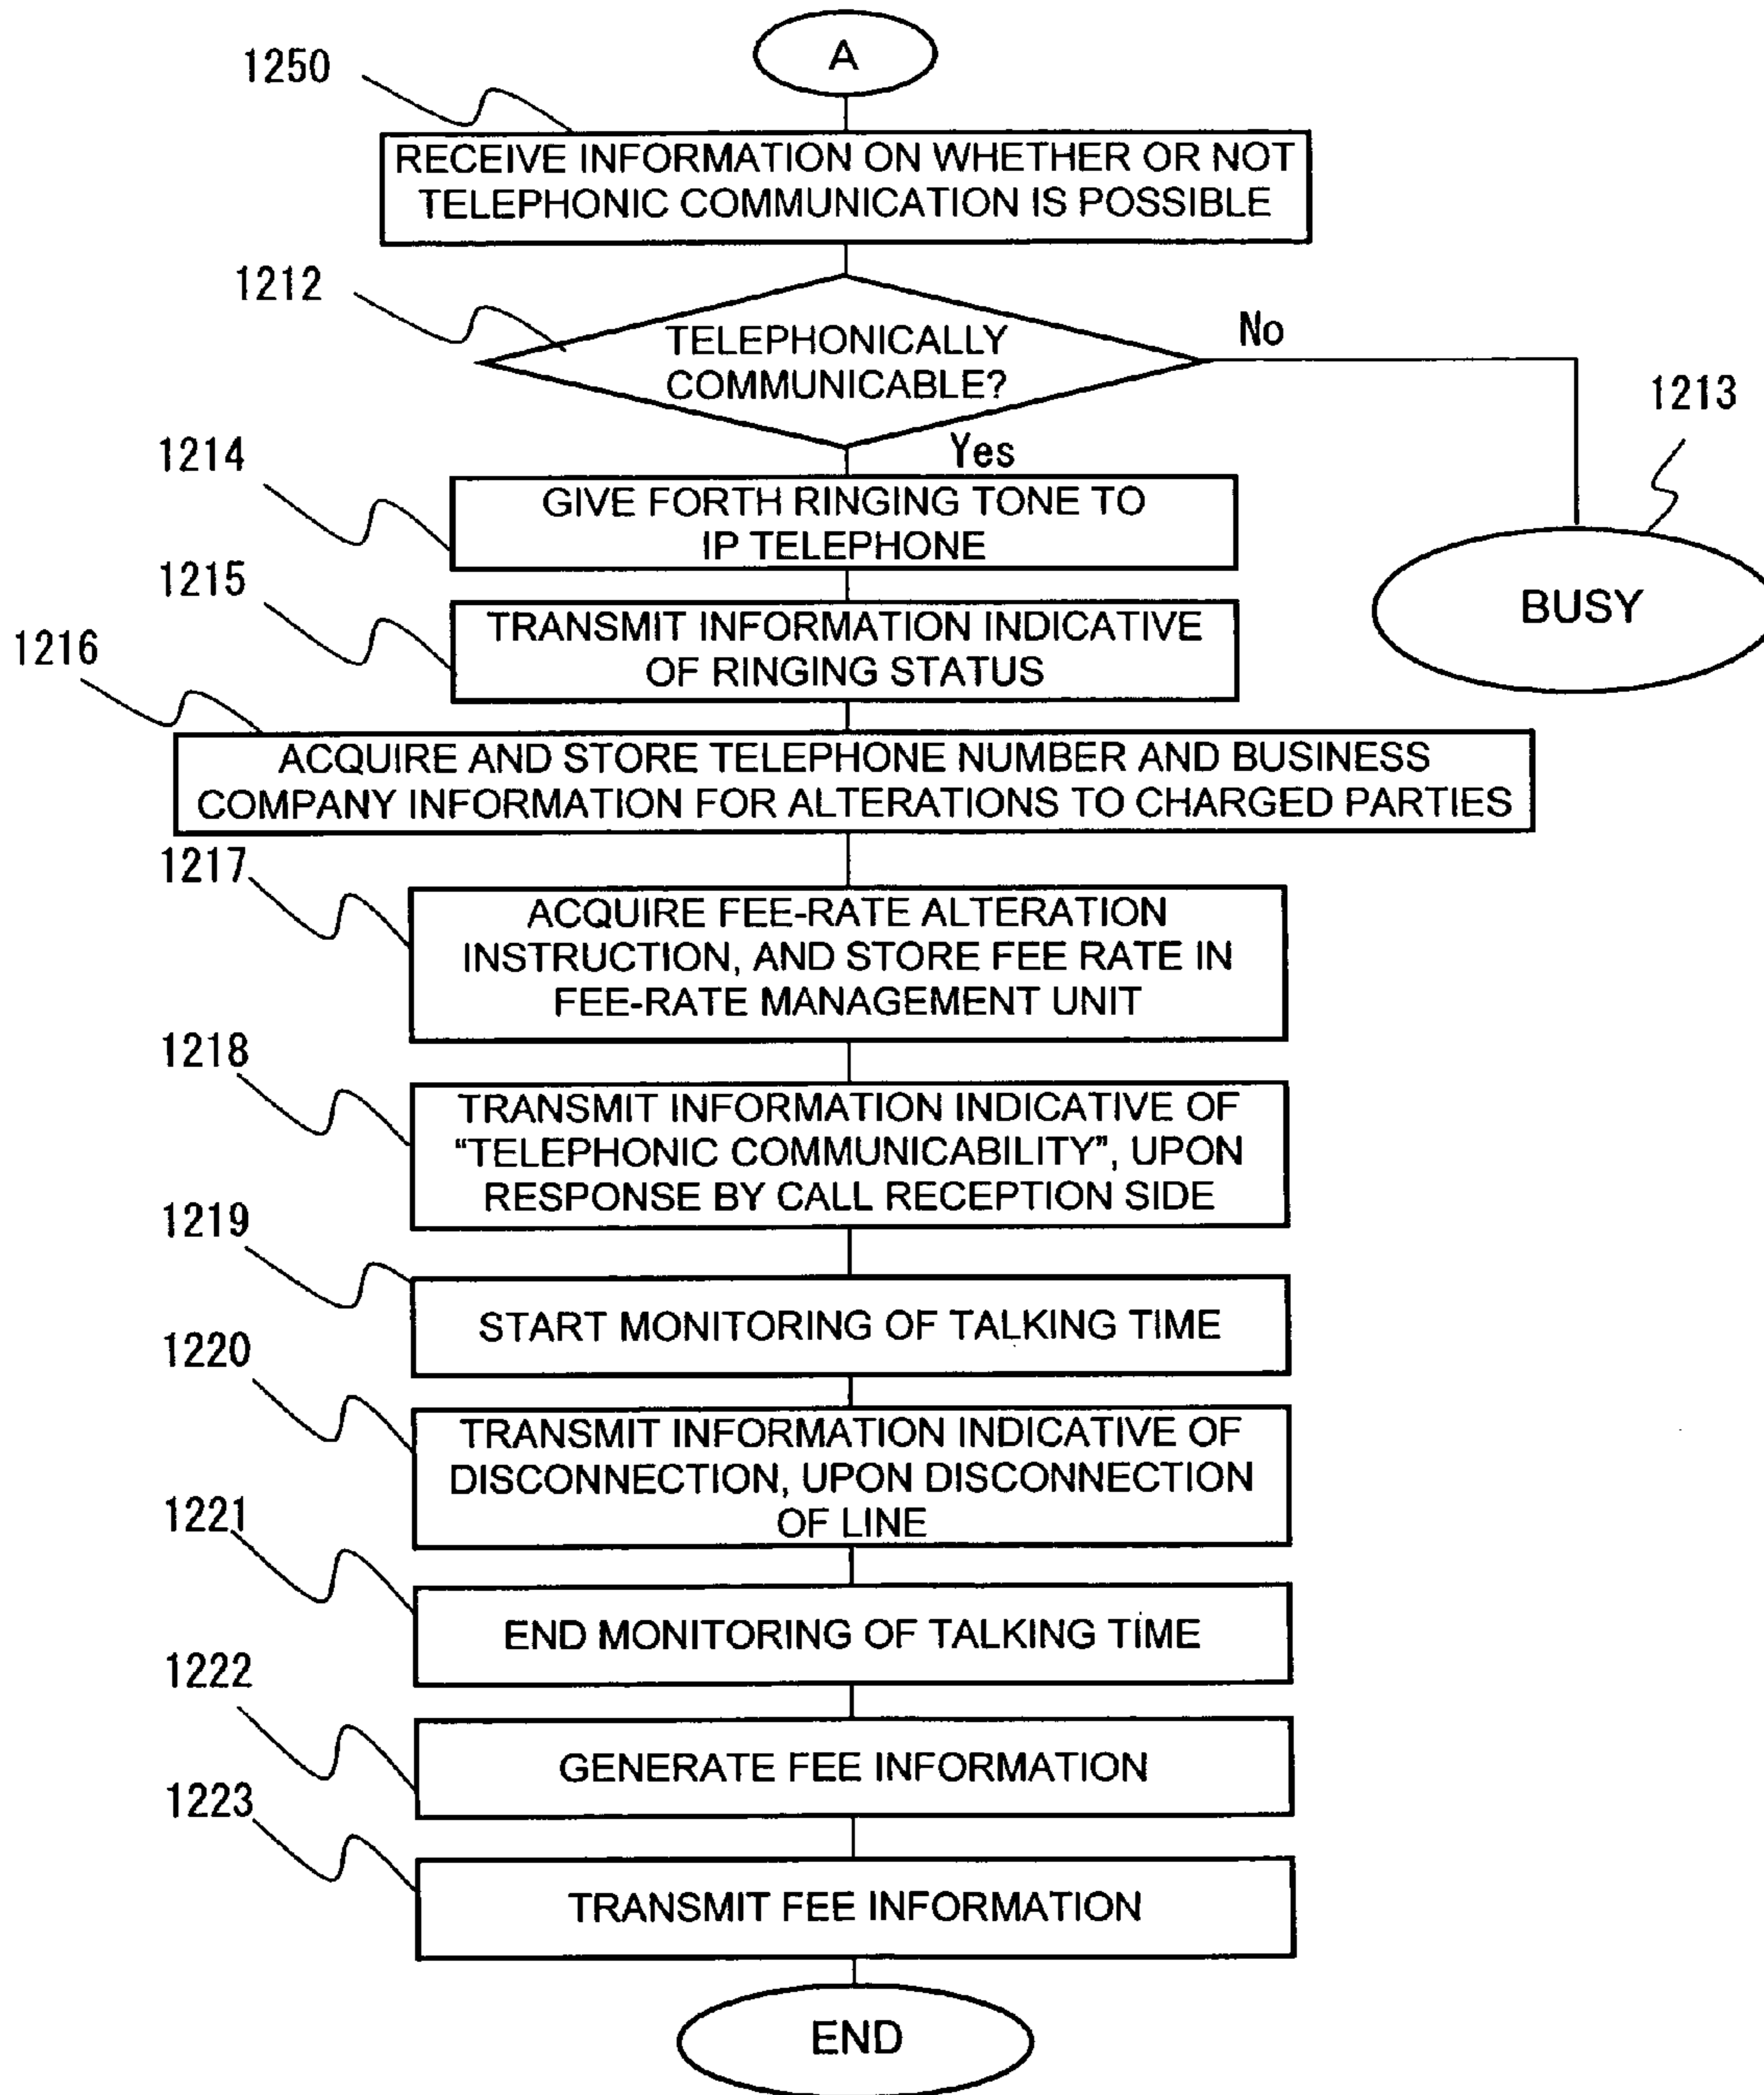 A
1250
RECEIVE INFORMATION ON WHETHER OR NOT
TELEPHONIC COMMUNICATION IS POSSIBLE
1212
TELEPHONICALLY
COMMUNICABLE?
No
1213
BUSY
Yes
1214
GIVE FORTH RINGING TONE TO
IP TELEPHONE
1215
TRANSMIT INFORMATION INDICATIVE
OF RINGING STATUS
1216
ACQUIRE AND STORE TELEPHONE NUMBER AND BUSINESS
COMPANY INFORMATION FOR ALTERATIONS TO CHARGED PARTIES
1217
ACQUIRE FEE-RATE ALTERATION
INSTRUCTION, AND STORE FEE RATE IN
FEE-RATE MANAGEMENT UNIT
1218
TRANSMIT INFORMATION INDICATIVE OF
“TELEPHONIC COMMUNICABILITY”, UPON
RESPONSE BY CALL RECEPTION SIDE
1219
START MONITORING OF TALKING TIME
1220
TRANSMIT INFORMATION INDICATIVE OF
DISCONNECTION, UPON DISCONNECTION
OF LINE
1221
END MONITORING OF TALKING TIME
1222
GENERATE FEE INFORMATION
1223
TRANSMIT FEE INFORMATION
END